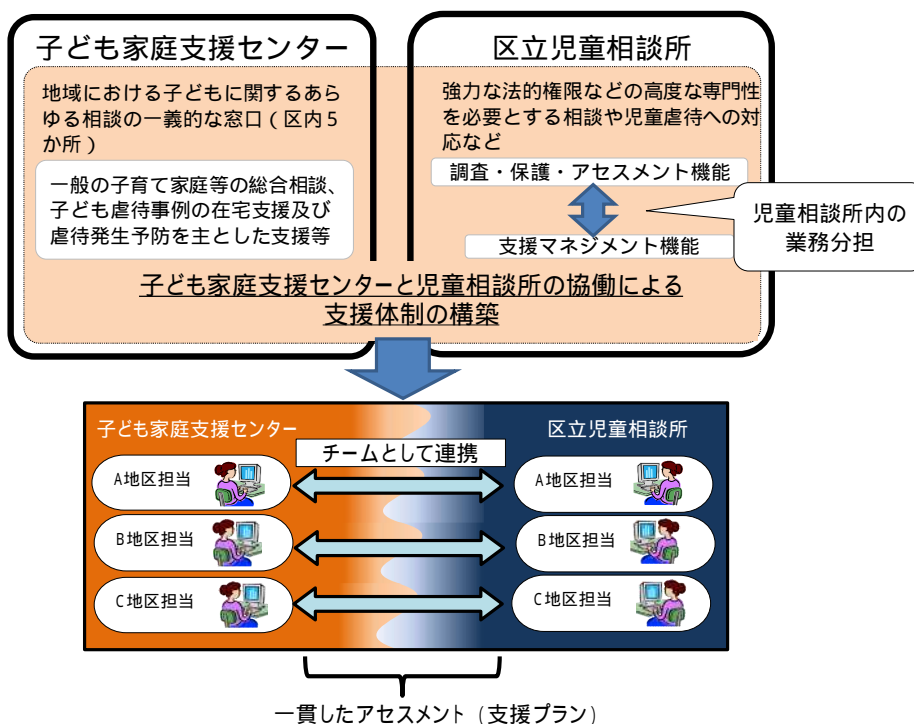 子ども家庭支援センター
地域における子どもに関するあら
ゆる相談の一義的な窓口（区内５
か所）
一般の子育て家庭等の総合相談、
子ども虐待事例の在宅支援及び
虐待発生予防を主とした支援等
区立児童相談所
強力な法的権限などの高度な専門性
を必要とする相談や児童虐待への対
応など
調査・保護・アセスメント機能
支援マネジメント機能
児童相談所内の
業務分担
子ども家庭支援センターと児童相談所の協働による
支援体制の構築
子ども家庭支援センター
区立児童相談所
チームとして連携
A地区担当
A地区担当
B地区担当
B地区担当
C地区担当
C地区担当
一貫したアセスメント（支援プラン）